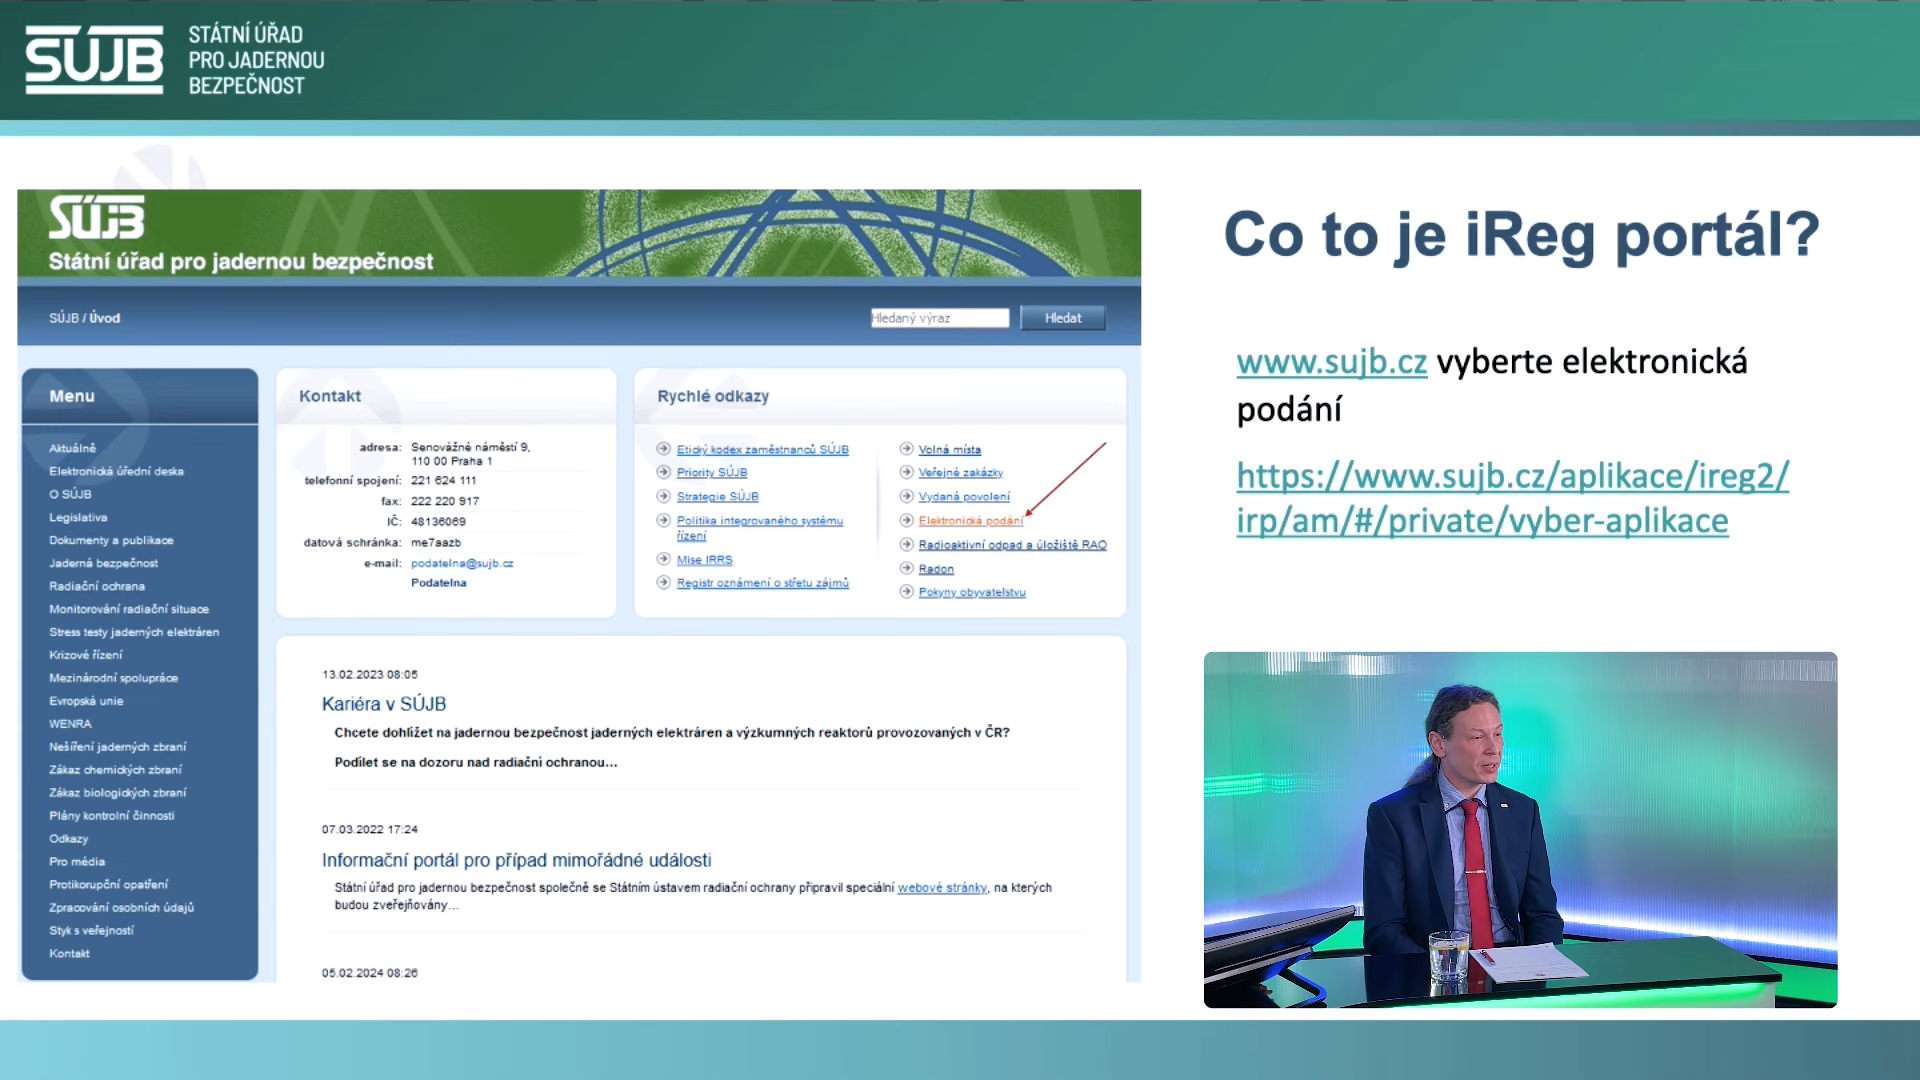 SÚJB
STÁTNÍ ÚŘAD
PRO JADERNOU
BEZPEČNOST
SÚJB
Státní úřad pro jadernou bezpečnost
SÚJB / Úvod
Hledaný výraz
Hledat
Menu
Aktuálně
Elektronická úřední deska
O SÚJB
Legislativa
Dokumenty a publikace
Jaderná bezpečnost
Radiační ochrana
Monitorování radiační situace
Stress testy jaderných elektráren
Krizové řízení
Mezinárodní spolupráce
Evropská unie
WENRA
Nešíření jaderných zbraní
Zákaz chemických zbraní
Zákaz biologických zbraní
Plány kontrolní činnosti
Odkazy
Pro média
Protikorupční opatření
Zpracování osobních údajů
Styk s veřejností
Kontakt
Kontakt
adresa: Senovážné náměstí 9,
110 00 Praha 1
telefonní spojení: 221 624 111
fax: 222 220 917
IČ: 48136069
datová schránka: me7aazb
e-mail: podatelna@sujb.cz
Podatelna
Rychlé odkazy
Etický kodex zaměstnanců SÚJB
Priority SÚJB
Strategie SÚJB
Politika integrovaného systému
řízení
Mise IRRS
Registr oznámení o střetu zájmů
Volná místa
Veřejné zakázky
Vydaná povolení
Elektronická podání
Radioaktivní odpad a úložiště RAO
Radon
Pokyny obyvatelstvu
13.02.2023 08:05
Kariéra v SÚJB
Chcete dohlížet na jadernou bezpečnost jaderných elektráren a výzkumných reaktorů provozovaných v ČR?
Podílet se na dozoru nad radiační ochranou...
07.03.2022 17:24
Informační portál pro případ mimořádné události
Státní úřad pro jadernou bezpečnost společně se Státním ústavem radiační ochrany připravil speciální webové stránky, na kterých
budou zveřejňovány...
05.02.2024 08:26
Co to je iReg portál?
www.sujb.cz vyberte elektronická
podání
https://www.sujb.cz/aplikace/ireg2/
irp/am/#/private/vyber-aplikace